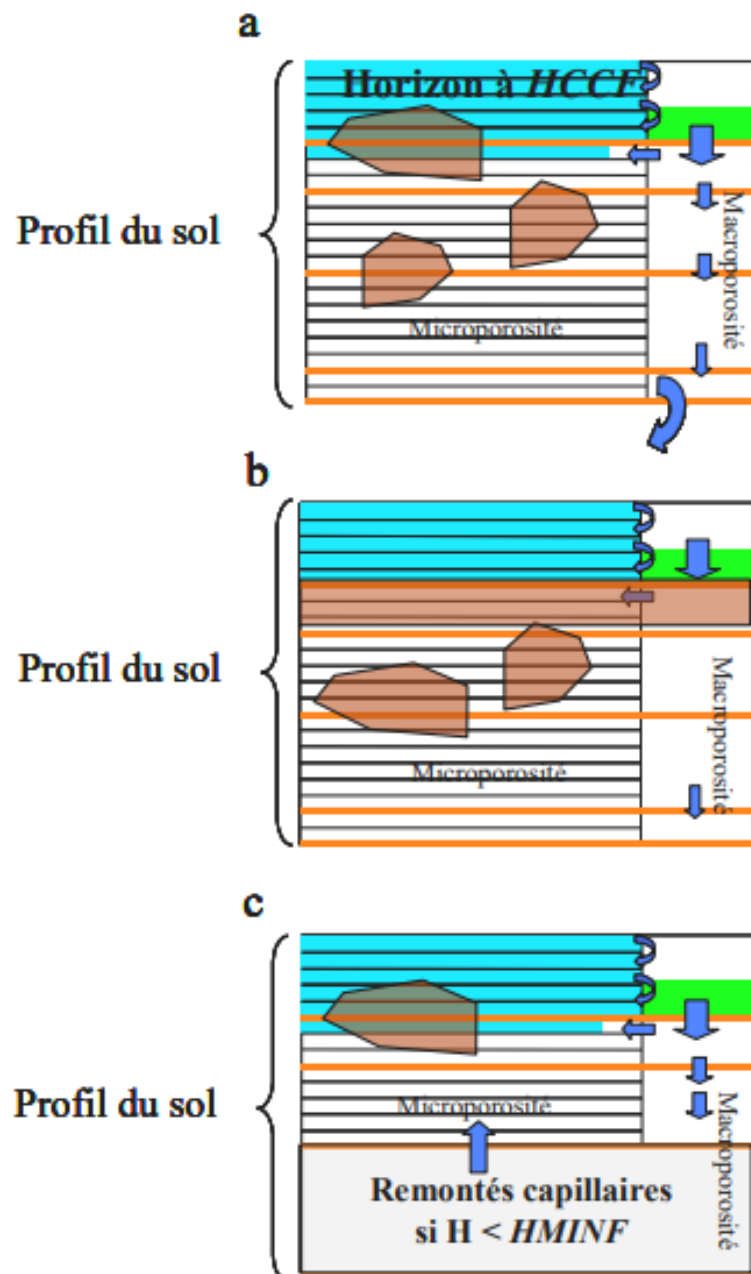 a
Horizon à HCCF
Profil du sol
Macroporosité
Microporosité
b
Profil du sol
Macroporosité
Microporosité
c
Profil du sol
Microporosité
Macroporosité
Remontés capillaires
si H < HMINF